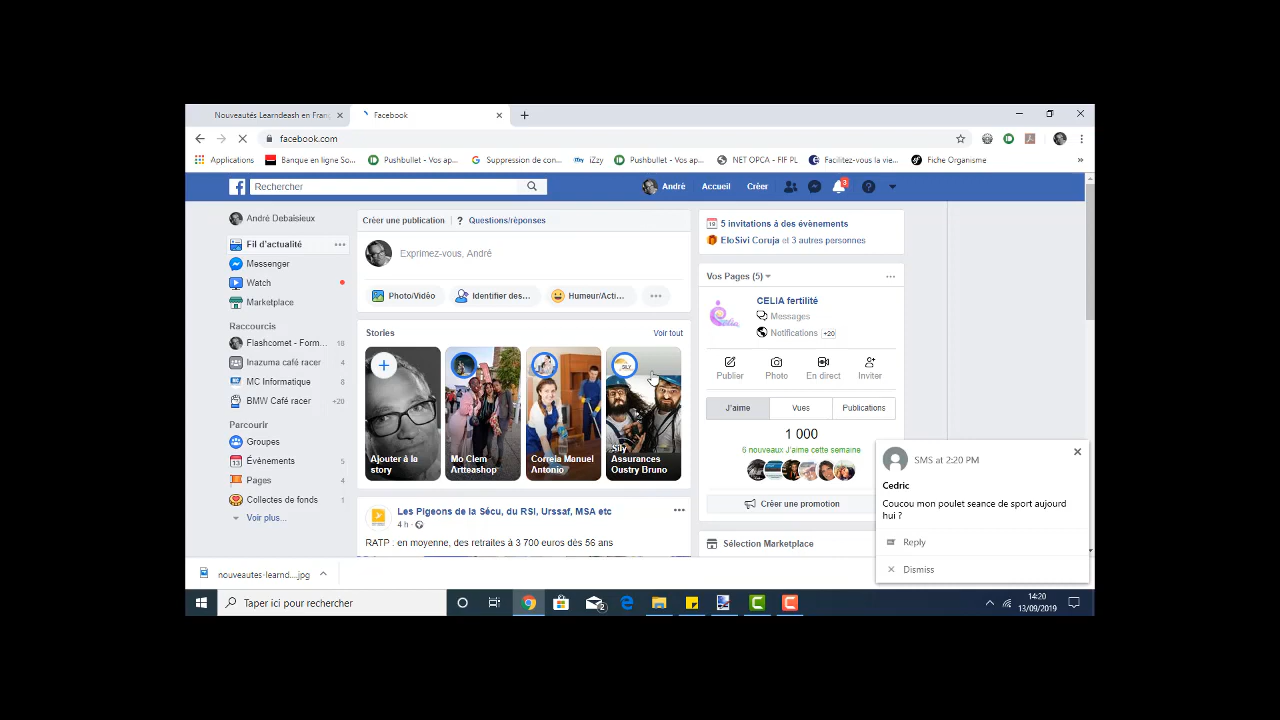 Nouveautés Learndeash en Fran
Facebook
facebook.com
Applications
Banque en ligne So...
Pushbullet - Vos ap...
Suppression de con...
iZzy
Pushbullet - Vos ap...
NET OPCA - FIF PL
Facilitez-vous la vie...
Fiche Organisme
Rechercher
André
Accueil
Créer
3
André Debaisieux
Fil d'actualité
Messenger
Watch
Marketplace
Raccourcis
Flashcomet - Form... 18
Inazuma café racer 4
MC Informatique 8
BMW Café racer +20
Parcourir
Groupes
Évènements 5
Pages 4
Collectes de fonds 1
Voir plus...
Créer une publication
? Questions/réponses
Exprimez-vous, André
Photo/Vidéo
Identifier des...
Humeur/Acti...
Stories
Voir tout
Ajouter à la
story
Mo Clem
Artteashop
Correia Manuel
Antonio
SILY
Sily
Assurances
Oustry Bruno
Les Pigeons de la Sécu, du RSI, Urssaf, MSA etc
4 h
RATP : en moyenne, des retraites à 3 700 euros dès 56 ans
5 invitations à des évènements
EloSivi Coruja et 3 autres personnes
Vos Pages (5)
CELIA fertilité
Messages
Notifications +20
Publier
Photo
En direct
Inviter
J'aime
Vues
Publications
1 000
6 nouveaux J'aime cette semaine
Créer une promotion
Sélection Marketplace
SMS at 2:20 PM
Cedric
Coucou mon poulet seance de sport aujourd
hui ?
Reply
Dismiss
nouveautes-learnd....jpg
Taper ici pour rechercher
2
14:20
13/09/2019